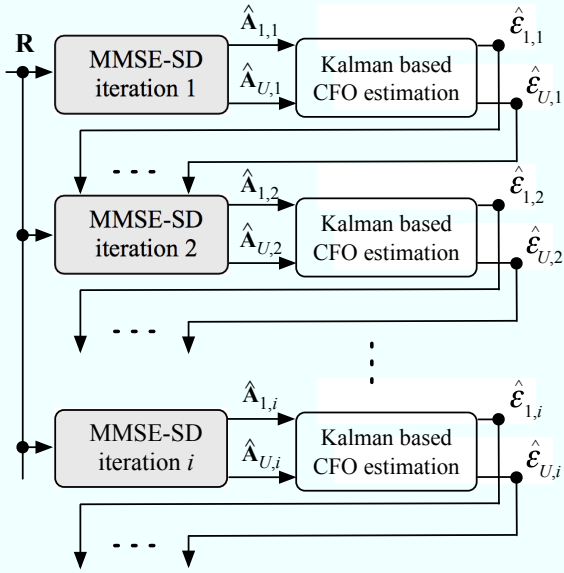 R
MMSE-SD
iteration 1
Â1,1
ÂU,1
Kalman based
CFO estimation
ε̂1,1
ε̂U,1
MMSE-SD
iteration 2
Â1,2
ÂU,2
Kalman based
CFO estimation
ε̂1,2
ε̂U,2
MMSE-SD
iteration i
Â1,i
ÂU,i
Kalman based
CFO estimation
ε̂1,i
ε̂U,i